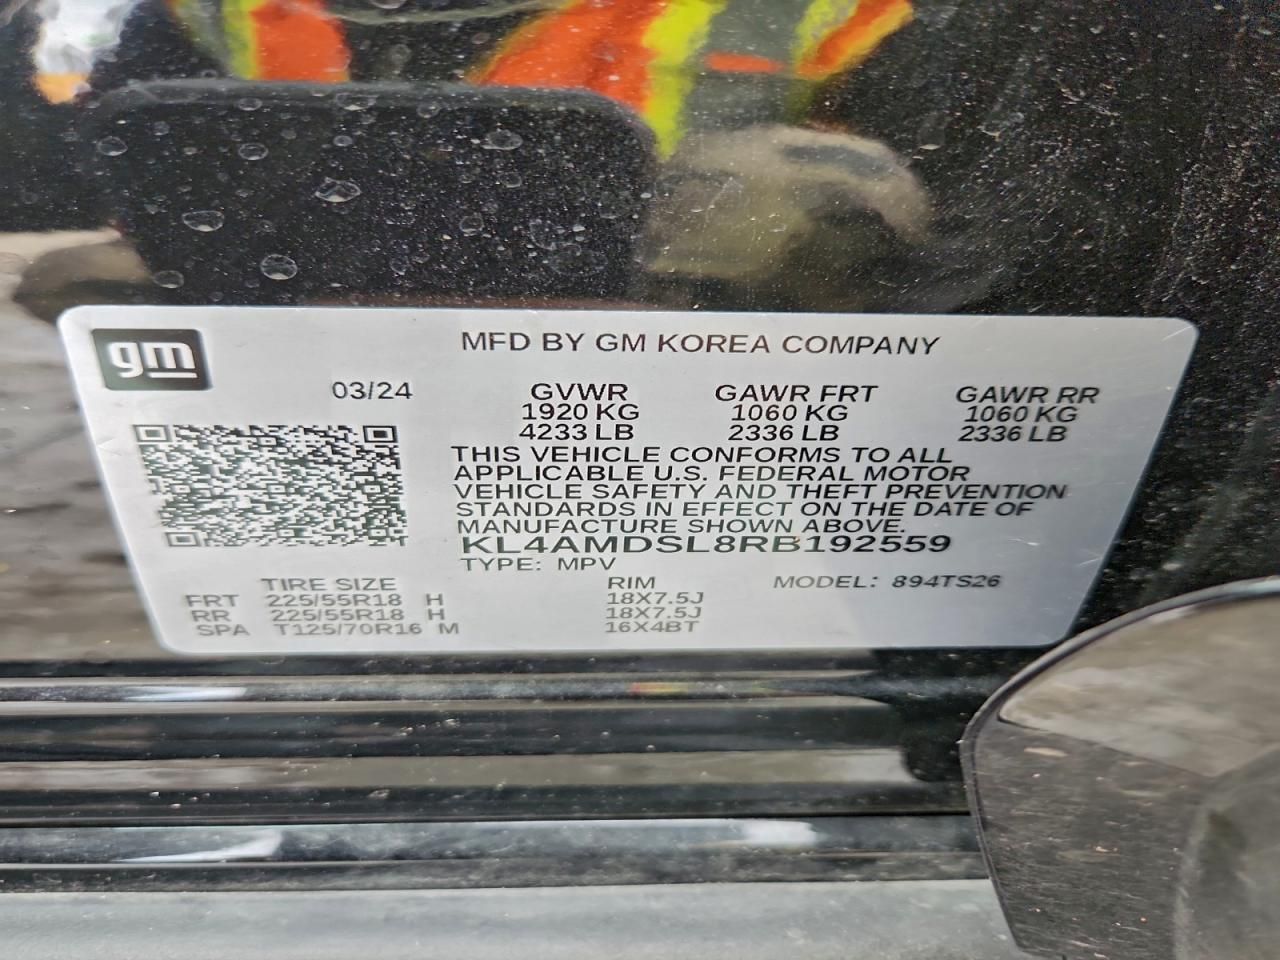 gm
MFD BY GM KOREA COMPANY
03/24
GVWR GAWR FRT GAWR RR
1920 KG 1060 KG 1060 KG
4233 LB 2336 LB 2336 LB
THIS VEHICLE CONFORMS TO ALL
APPLICABLE U.S. FEDERAL MOTOR
VEHICLE SAFETY AND THEFT PREVENTION
STANDARDS IN EFFECT ON THE DATE OF
MANUFACTURE SHOWN ABOVE.
KL4AMDSL8RB192559
TYPE: MPV
TIRE SIZE RIM MODEL: 894TS26
FRT 225/55R18 H 18X7.5J
RR 225/55R18 H 18X7.5J
SPA T125/70R16 M 16X4BT